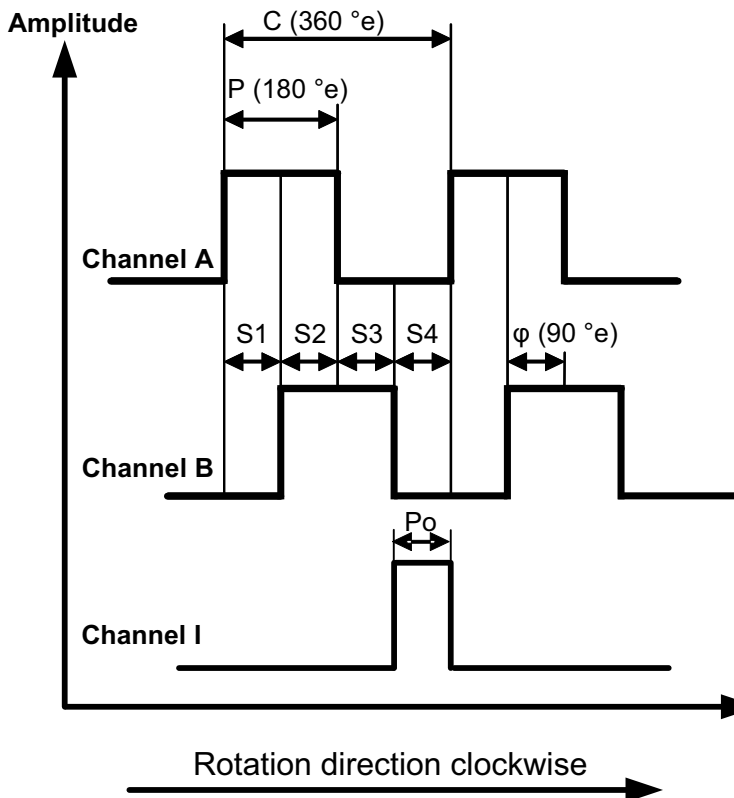 Amplitude
C (360 °e)
P (180 °e)
Channel A
S1 S2 S3 S4 φ (90 °e)
Channel B
Po
Channel I
Rotation direction clockwise